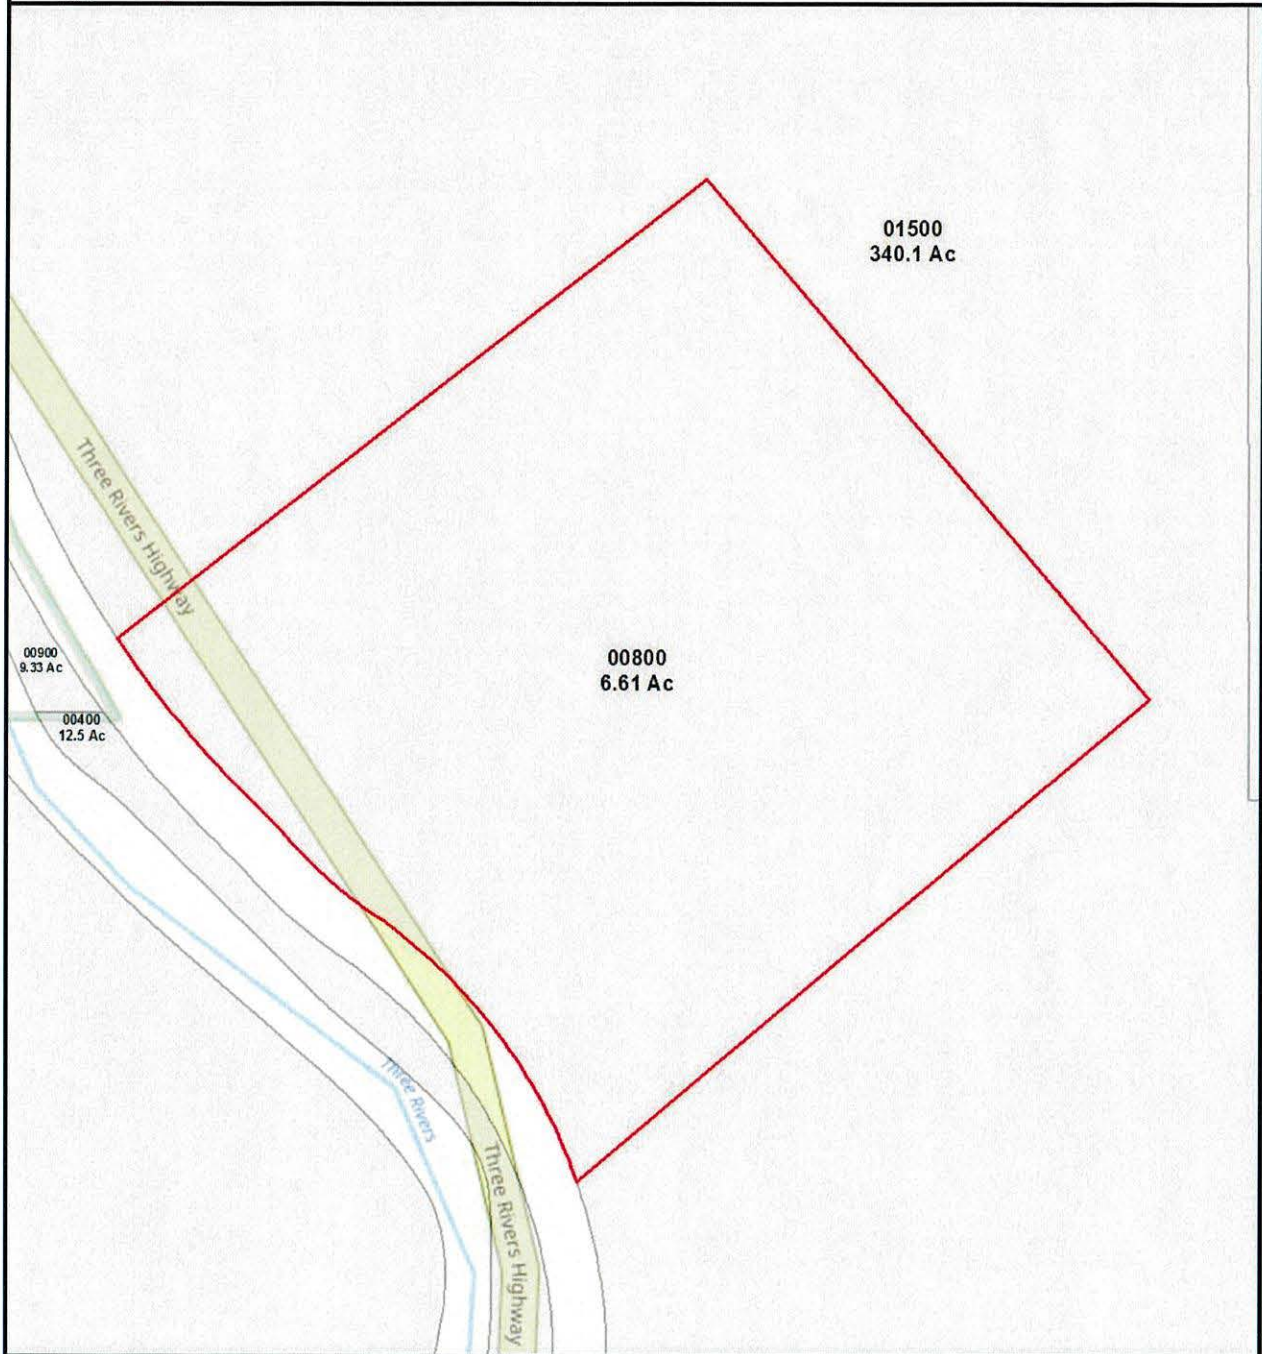 01500
340.1 Ac
Three Rivers Highway
00900
9.33 Ac
00800
6.61 Ac
00400
12.5 Ac
Three Rivers
Three Rivers Highway